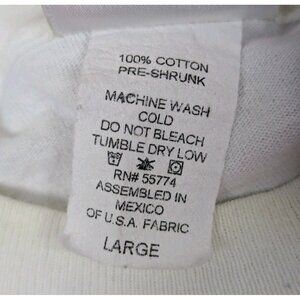 100% COTTON
PRE-SHRUNK
MACHINE WASH
COLD
DO NOT BLEACH
TUMBLE DRY LOW
RN# 55774
ASSEMBLED IN
MEXICO
OF U.S.A. FABRIC
LARGE